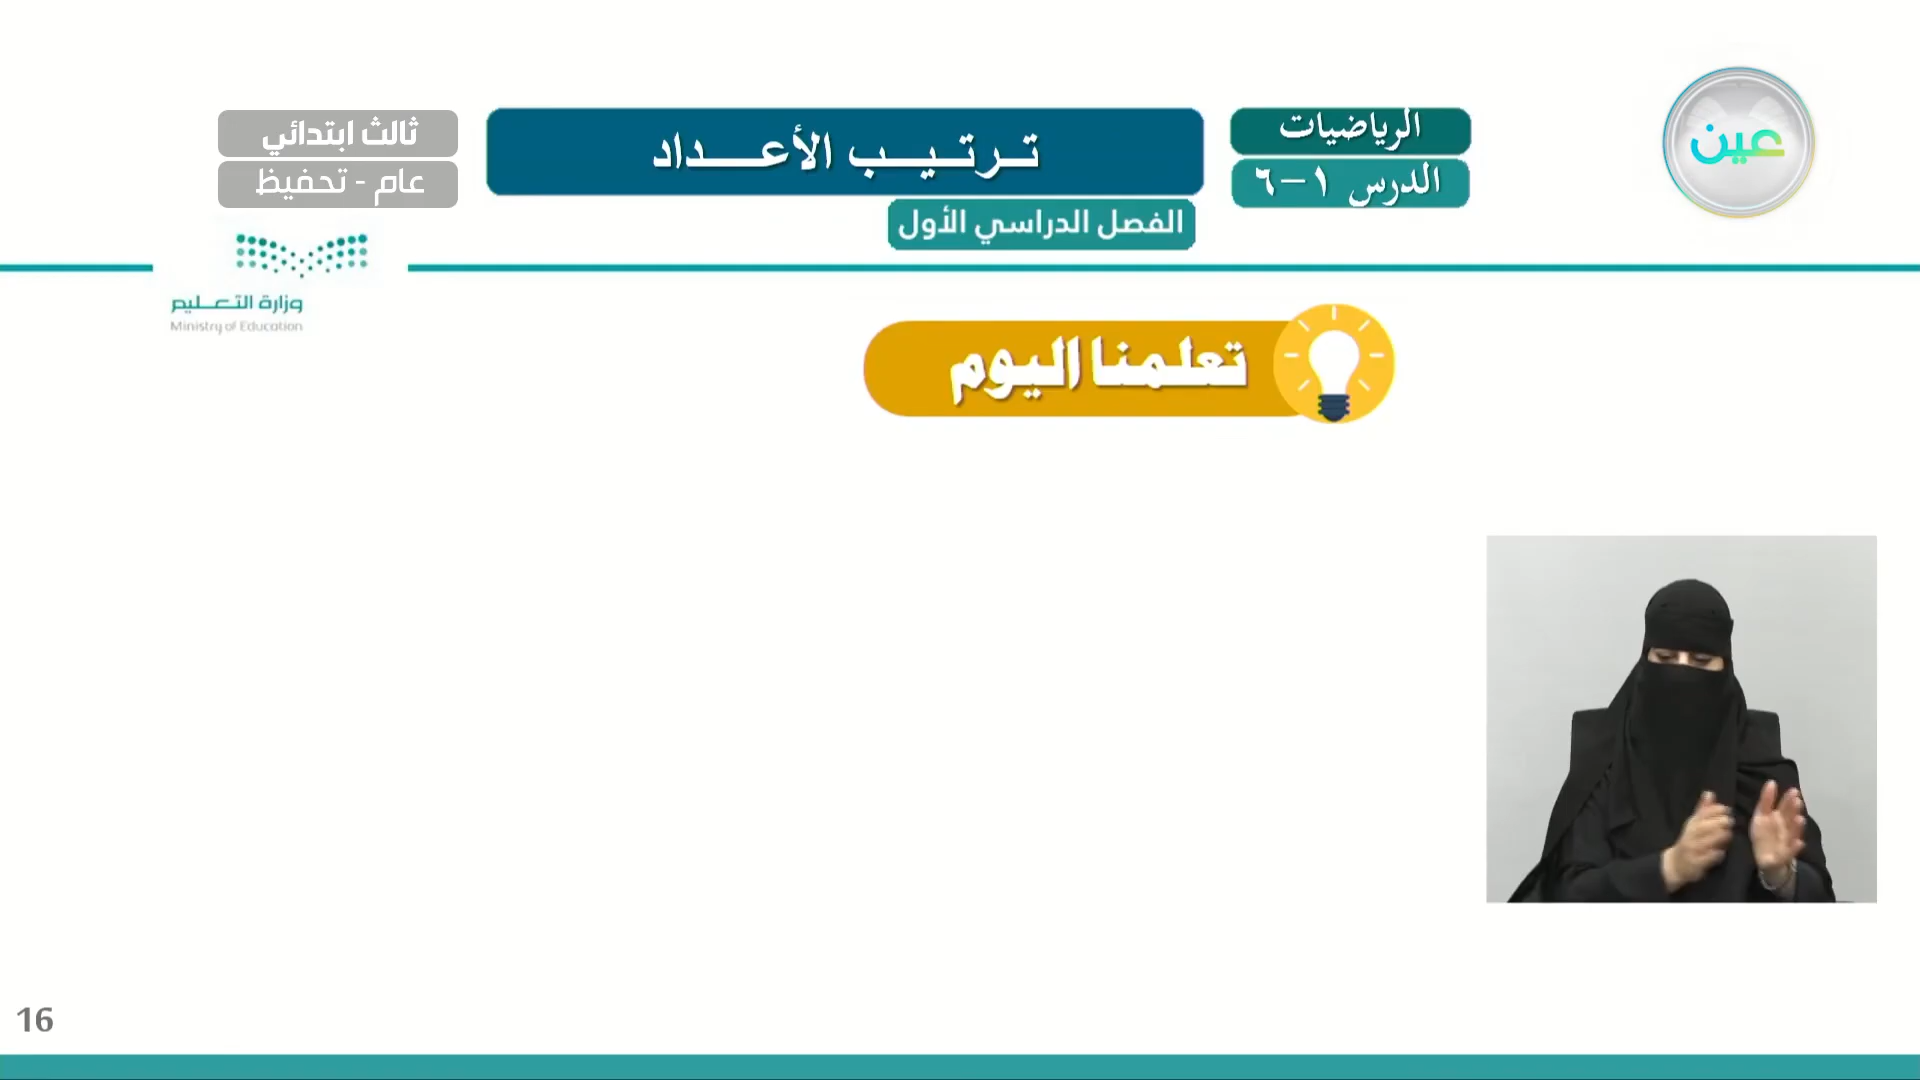 عين
الرياضيات
الدرس ١-٦
ترتيب الأعداد
الفصل الدراسي الأول
ثالث ابتدائي
عام - تحفيظ
وزارة التعليم
Ministry of Education
تعلمنا اليوم
16